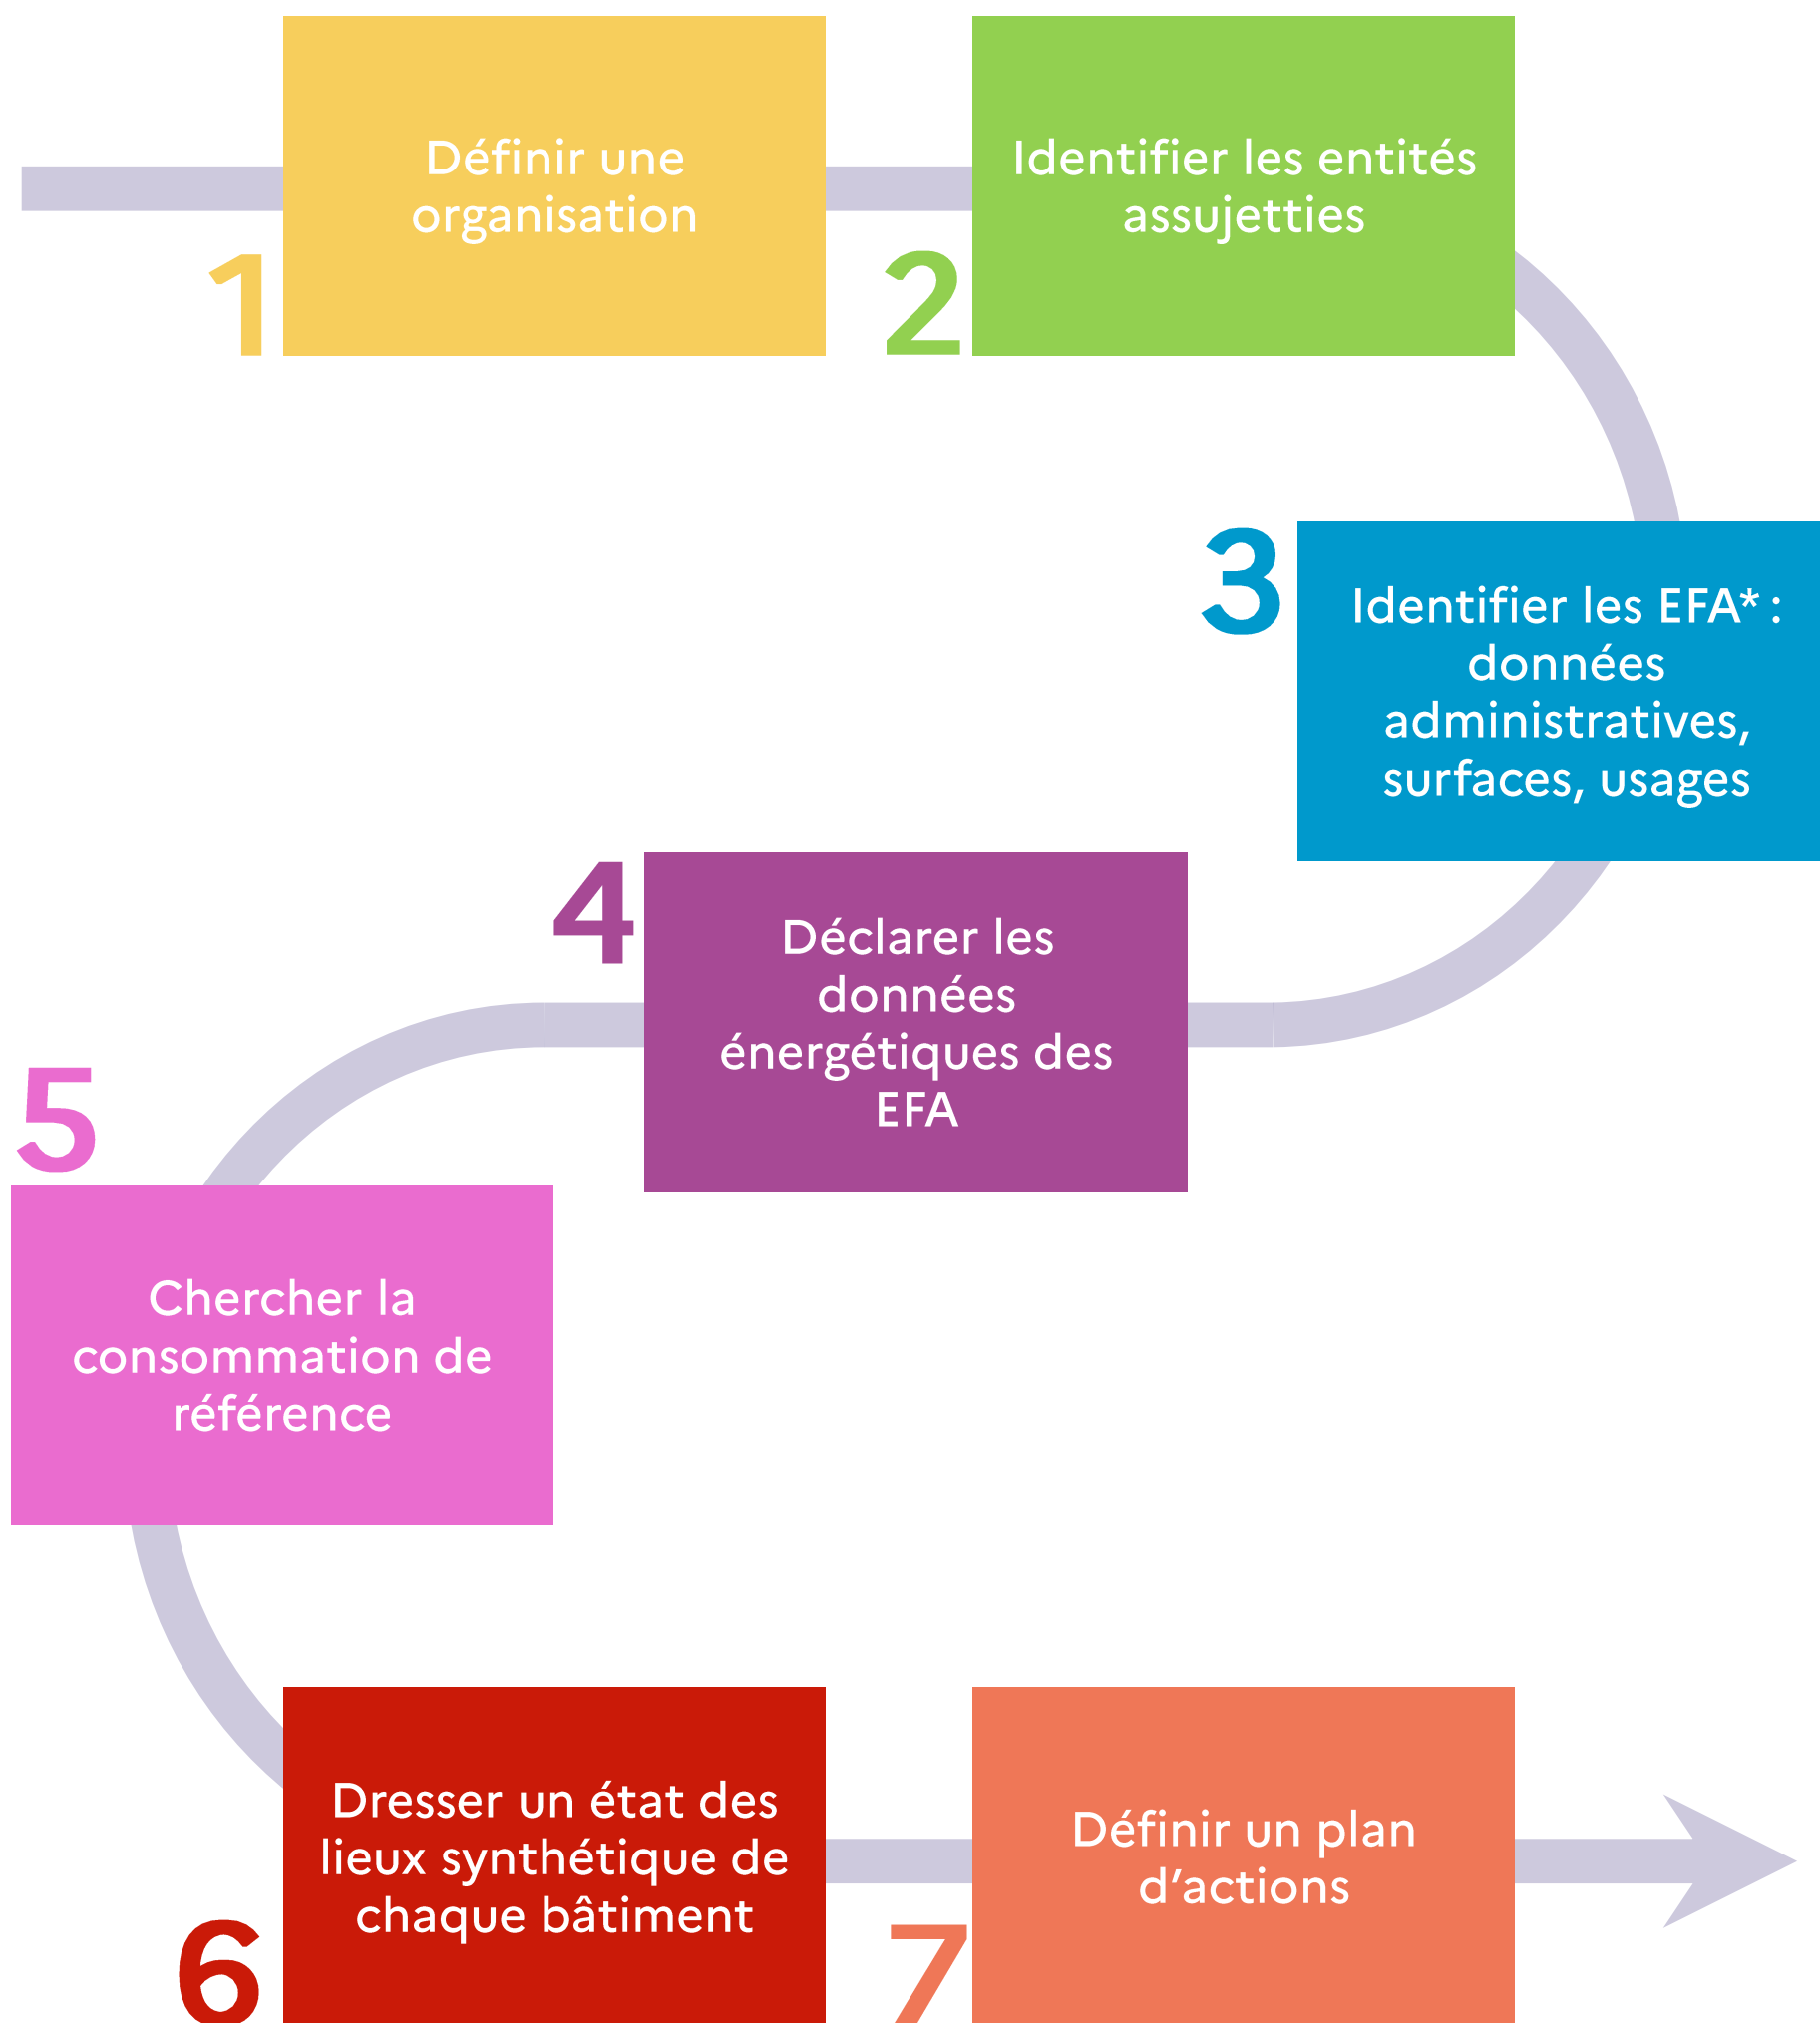 1
Définir une
organisation
2
Identifier les entités
assujetties
3
Identifier les EFA* :
données
administratives,
surfaces, usages
4
Déclarer les
données
énergétiques des
EFA
5
Chercher la
consommation de
référence
6
Dresser un état des
lieux synthétique de
chaque bâtiment
7
Définir un plan
d’actions